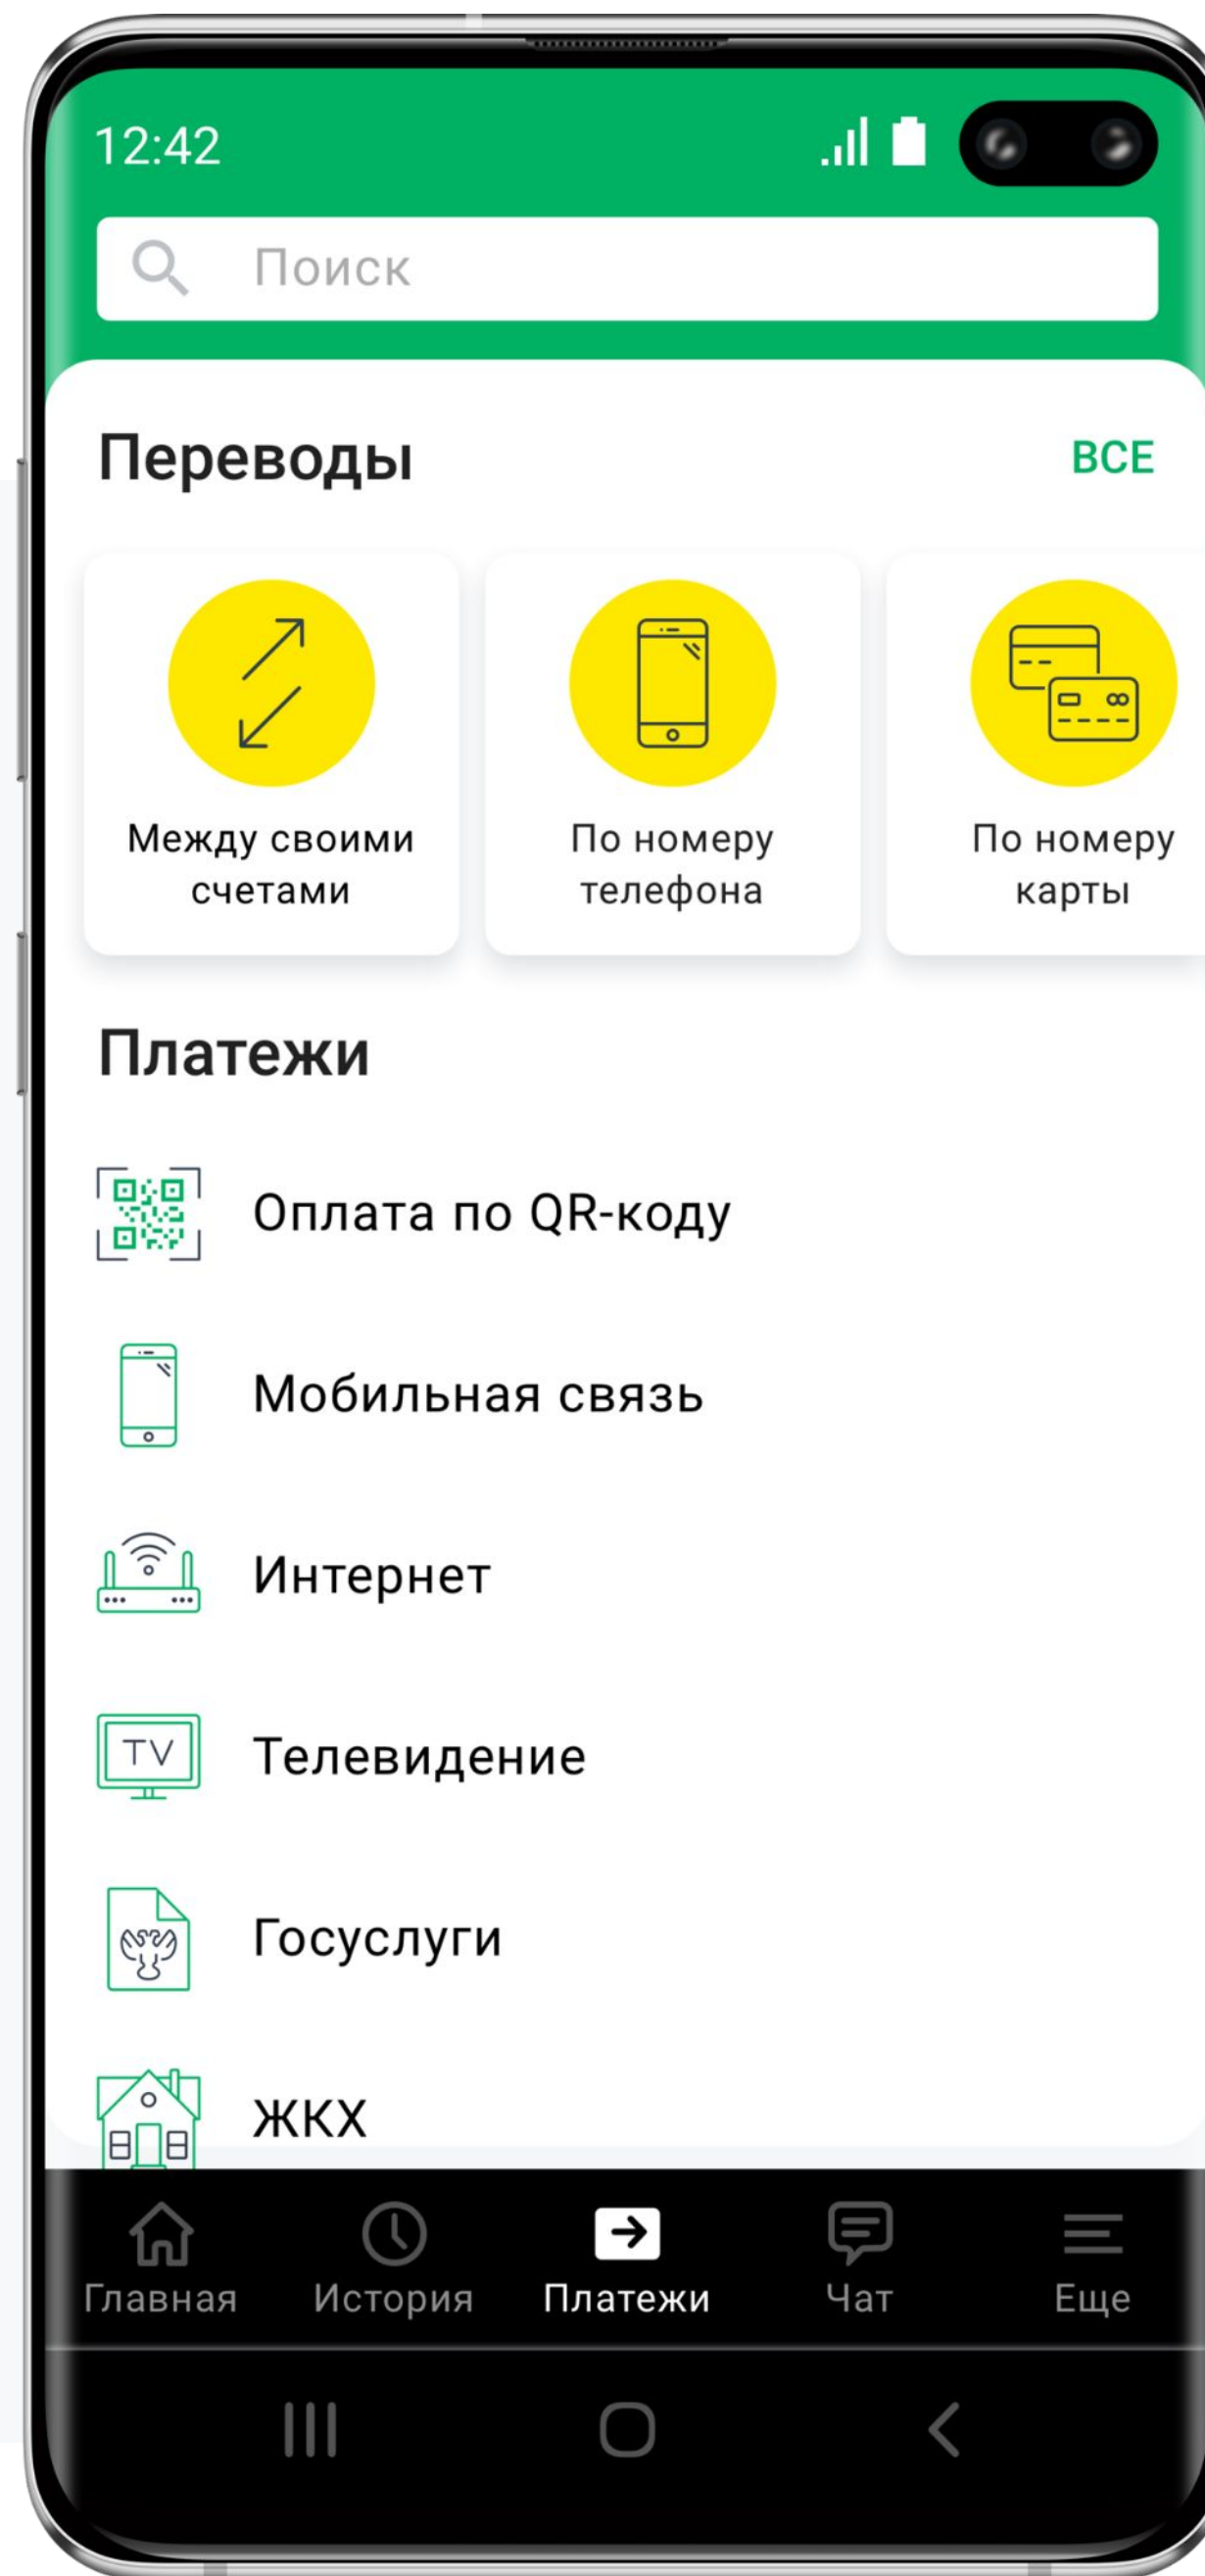 12:42
Поиск
Переводы
ВСЕ
Между своими
счетами
По номеру
телефона
По номеру
карты
Платежи
Оплата по QR-коду
Мобильная связь
Интернет
TV
Телевидение
Госуслуги
ЖКХ
Главная
История
Платежи
Чат
Еще